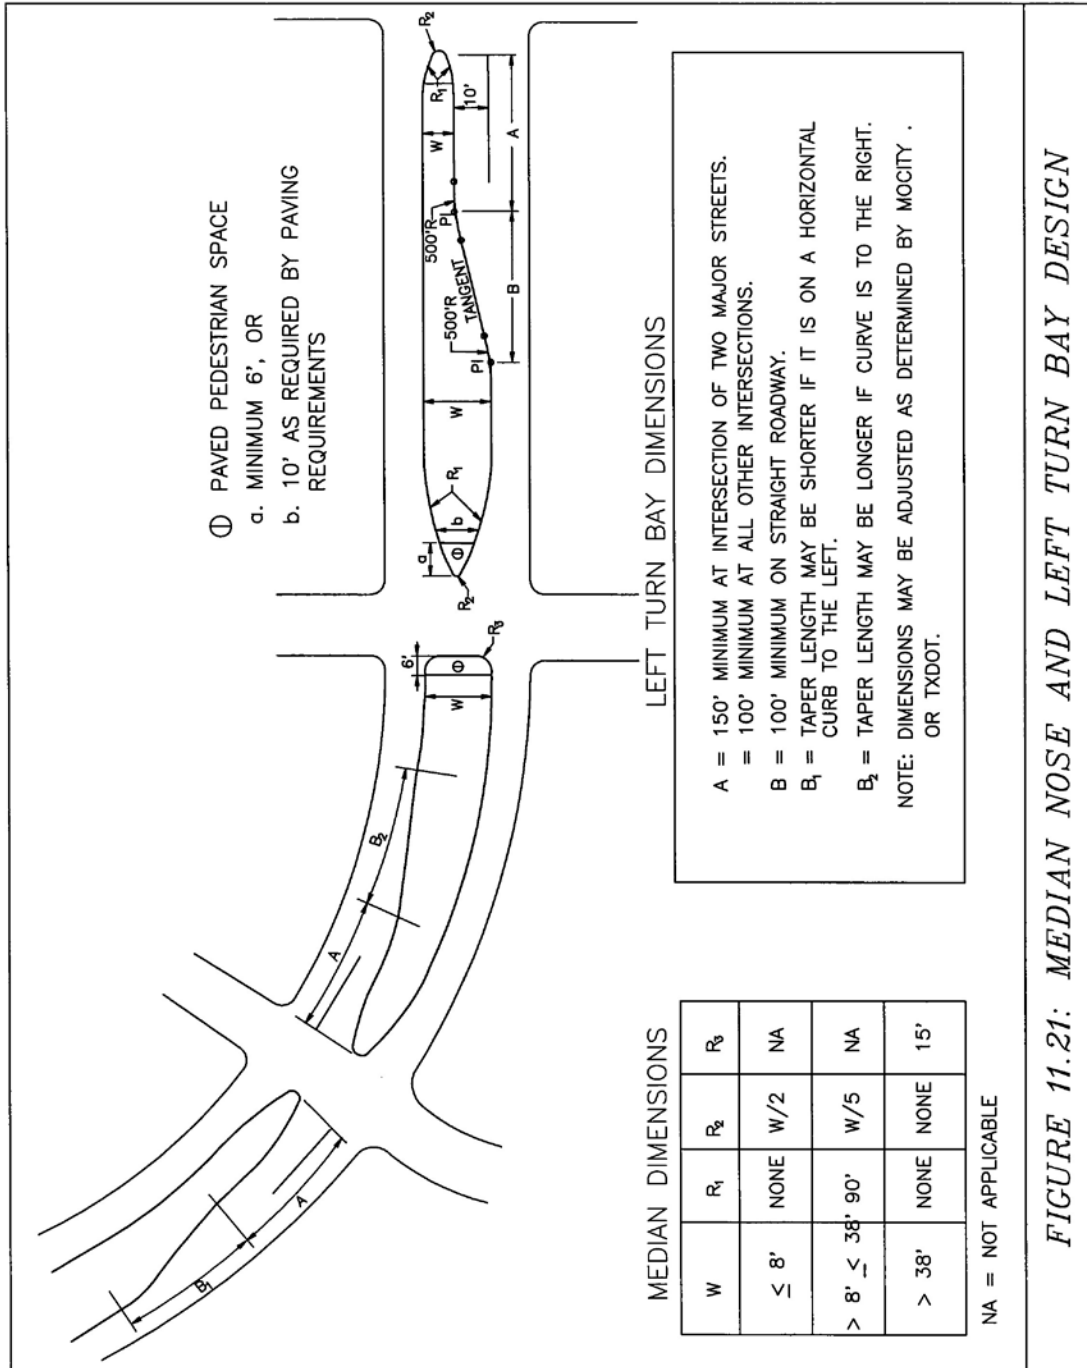 ① PAVED PEDESTRIAN SPACE
a. MINIMUM 6', OR
b. 10' AS REQUIRED BY PAVING
REQUIREMENTS
B₁
A
A
B₂
W
6'
R₃
R₂
a
b
R₁
W
PI
500'R
TANGENT
500'R
PI
W
R₁
R₂
10'
B
A
LEFT TURN BAY DIMENSIONS
A = 150' MINIMUM AT INTERSECTION OF TWO MAJOR STREETS.
= 100' MINIMUM AT ALL OTHER INTERSECTIONS.
B = 100' MINIMUM ON STRAIGHT ROADWAY.
B₁ = TAPER LENGTH MAY BE SHORTER IF IT IS ON A HORIZONTAL
CURB TO THE LEFT.
B₂ = TAPER LENGTH MAY BE LONGER IF CURVE IS TO THE RIGHT.
NOTE: DIMENSIONS MAY BE ADJUSTED AS DETERMINED BY MOCITY .
OR TXDOT.
MEDIAN DIMENSIONS
W R₁ R₂ R₃
≤ 8' NONE W/2 NA
> 8' ≤ 38' 90' W/5 NA
> 38' NONE NONE 15'
NA = NOT APPLICABLE
FIGURE 11.21: MEDIAN NOSE AND LEFT TURN BAY DESIGN